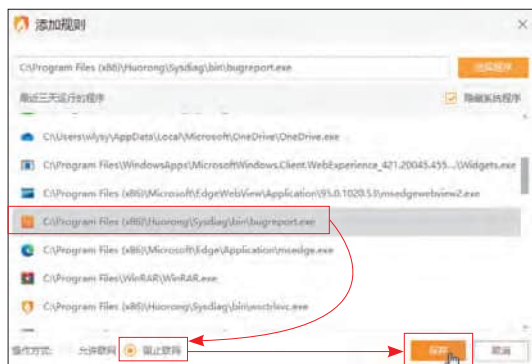 添加规则
C:\Program Files (x86)\Huorong\Sysdiag\bin\bugreport.exe
选择程序
最近三天运行的程序
隐藏系统程序
C:\Users\wlysy\AppData\Local\Microsoft\OneDrive\OneDrive.exe
C:\Program Files\WindowsApps\MicrosoftWindows.Client.WebExperience_421.20045.455...\Widgets.exe
C:\Program Files (x86)\Microsoft\EdgeWebView\Application\95.0.1020.53\msedgewebview2.exe
C:\Program Files (x86)\Huorong\Sysdiag\bin\bugreport.exe
C:\Program Files (x86)\Microsoft\Edge\Application\msedge.exe
C:\Program Files\WinRAR\WinRAR.exe
C:\Program Files (x86)\Huorong\Sysdiag\bin\wsctrlsvc.exe
操作方式: 允许联网 阻止联网
保存
取消